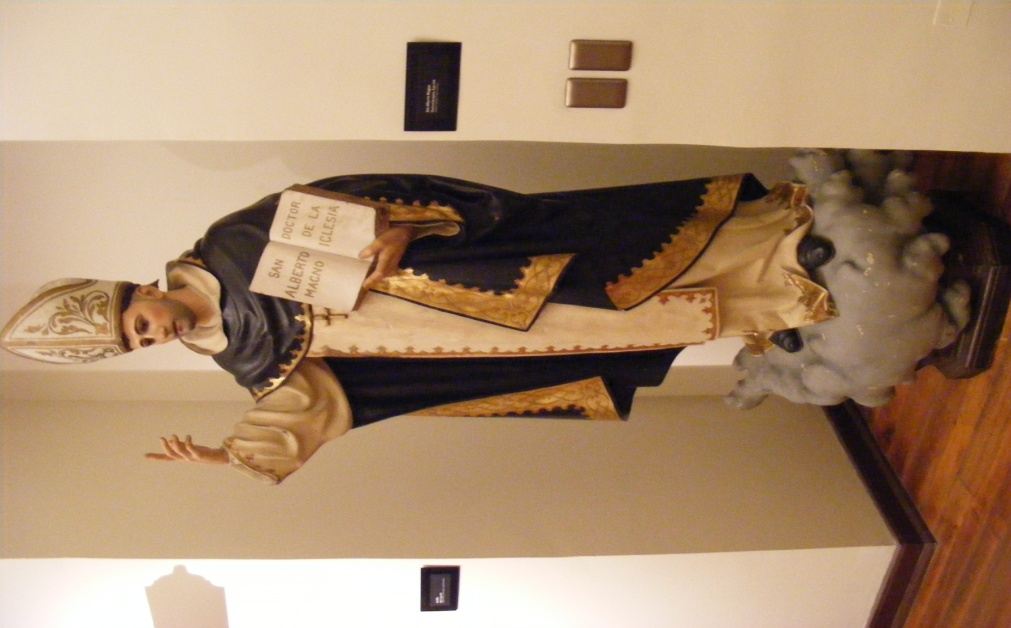 SAN
ALBERTO
MAGNO
DOCTOR
DE LA
IGLESIA